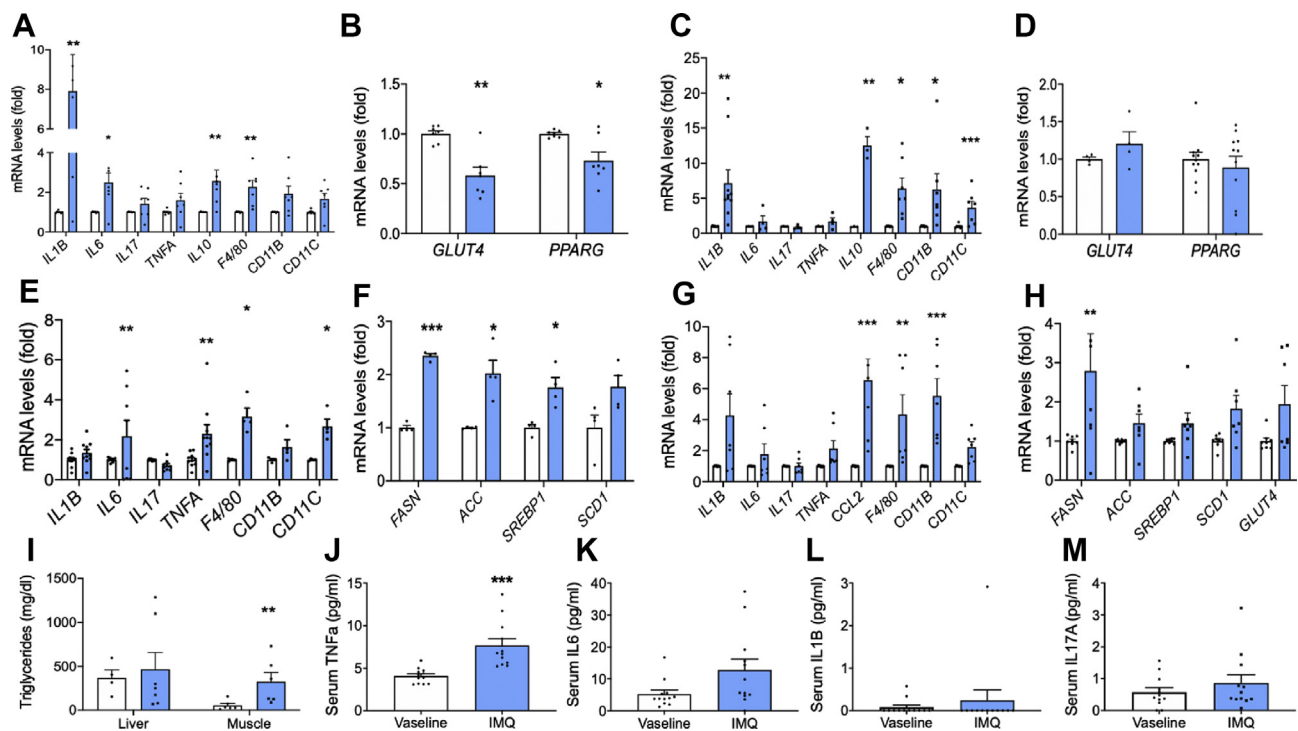 A
mRNA levels (fold)
10
8
6
4
2
0
**
*
**
**
IL1B
IL6
IL17
TNFA
IL10
F4/80
CD11B
CD11C
B
mRNA levels (fold)
1.5
1.0
0.5
0.0
**
*
GLUT4
PPARG
C
mRNA levels (fold)
25
20
15
10
5
0
**
**
*
*
***
IL1B
IL6
IL17
TNFA
IL10
F4/80
CD11B
CD11C
D
mRNA levels (fold)
2.0
1.5
1.0
0.5
0.0
GLUT4
PPARG
E
mRNA levels (fold)
8
6
4
2
0
**
**
*
*
IL1B
IL6
IL17
TNFA
F4/80
CD11B
CD11C
F
mRNA levels (fold)
3
2
1
0
***
*
*
FASN
ACC
SREBP1
SCD1
G
mRNA levels (fold)
10
8
6
4
2
0
***
**
***
IL1B
IL6
IL17
TNFA
CCL2
F4/80
CD11B
CD11C
H
mRNA levels (fold)
4
3
2
1
0
**
FASN
ACC
SREBP1
SCD1
GLUT4
I
Triglycerides (mg/dl)
1500
1000
500
0
**
Liver
Muscle
J
Serum TNFa (pg/ml)
15
10
5
0
***
Vaseline
IMQ
K
Serum IL6 (pg/ml)
40
30
20
10
0
Vaseline
IMQ
L
Serum IL1B (pg/ml)
3
2
1
0
Vaseline
IMQ
M
Serum IL17A (pg/ml)
4
3
2
1
0
Vaseline
IMQ